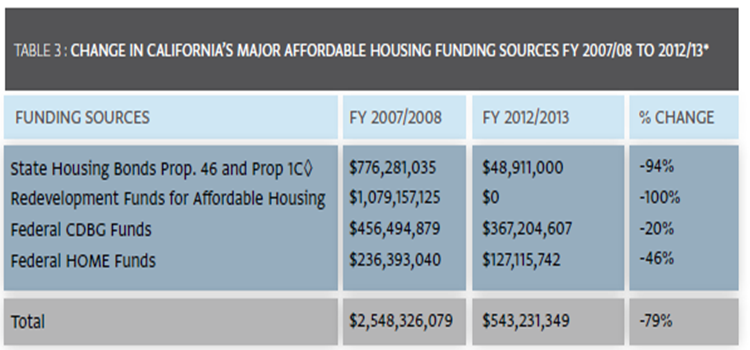 TABLE 3 : CHANGE IN CALIFORNIA'S MAJOR AFFORDABLE HOUSING FUNDING SOURCES FY 2007/08 TO 2012/13*
FUNDING SOURCES FY 2007/2008 FY 2012/2013 % CHANGE
State Housing Bonds Prop. 46 and Prop 1C◊ $776,281,035 $48,911,000 -94%
Redevelopment Funds for Affordable Housing $1,079,157,125 $0 -100%
Federal CDBG Funds $456,494,879 $367,204,607 -20%
Federal HOME Funds $236,393,040 $127,115,742 -46%
Total $2,548,326,079 $543,231,349 -79%